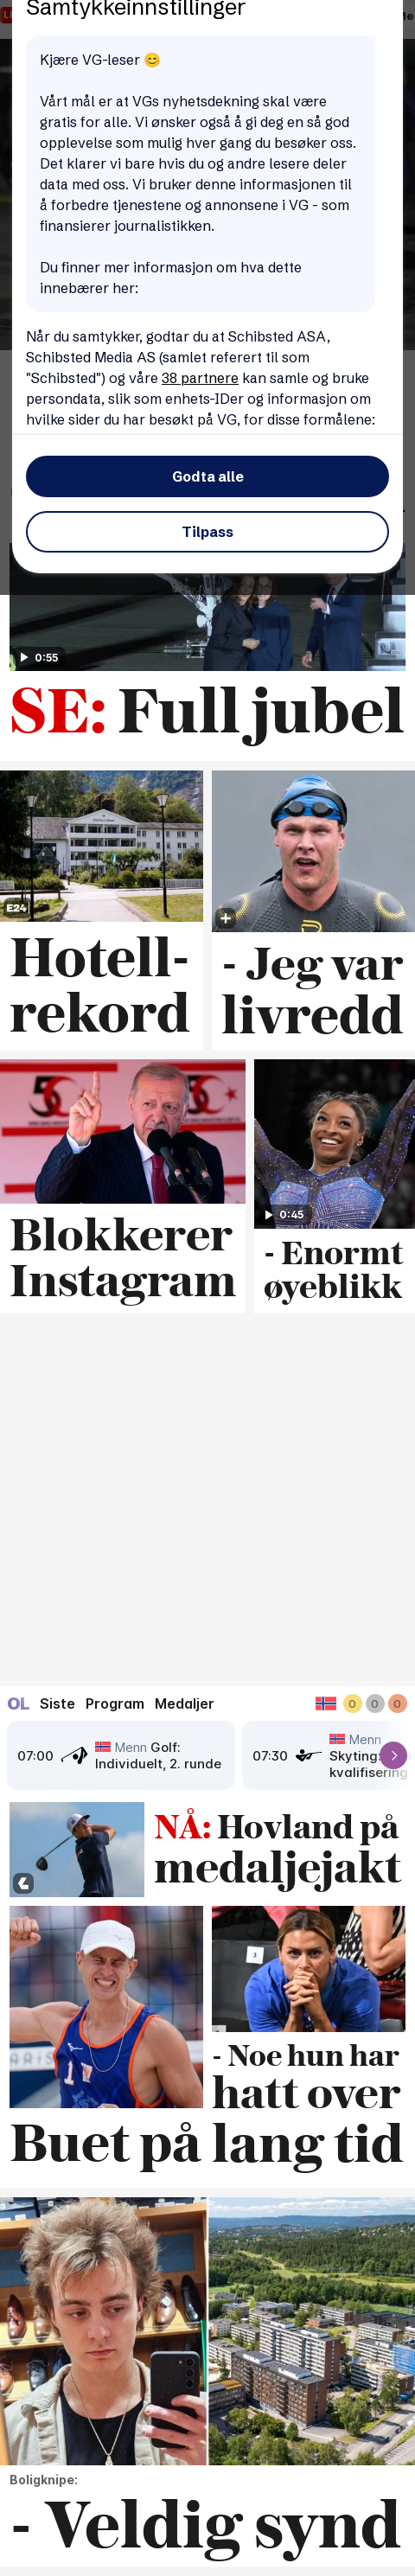 Samtykkeinnstillinger
Kjære VG-leser 😊
Vårt mål er at VGs nyhetsdekning skal være
gratis for alle. Vi ønsker også å gi deg en så god
opplevelse som mulig hver gang du besøker oss.
Det klarer vi bare hvis du og andre lesere deler
data med oss. Vi bruker denne informasjonen til
å forbedre tjenestene og annonsene i VG - som
finansierer journalistikken.
Du finner mer informasjon om hva dette
innebærer her:
Når du samtykker, godtar du at Schibsted ASA,
Schibsted Media AS (samlet referert til som
"Schibsted") og våre 38 partnere kan samle og bruke
persondata, slik som enhets-IDer og informasjon om
hvilke sider du har besøkt på VG, for disse formålene:
Godta alle
Tilpass
0:55
SE: Full jubel
E24
Hotell-
rekord
- Jeg var
livredd
Blokkerer
Instagram
0:45
- Enormt
øyeblikk
OL Siste Program Medaljer 0 0 0
07:00 Menn Golf:
Individuelt, 2. runde
07:30 Menn
Skyting:
kvalifisering
NÅ: Hovland på
medaljejakt
Buet på
- Noe hun har
hatt over
lang tid
Boligknipe:
- Veldig synd